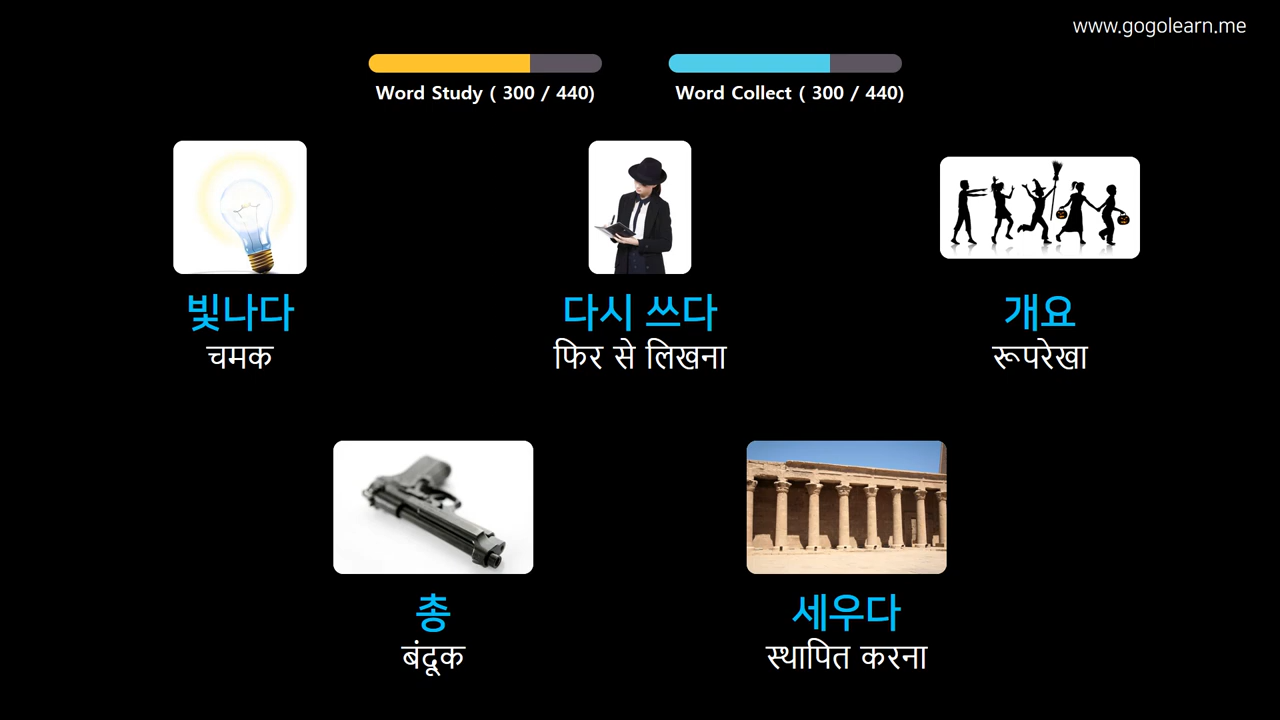 www.gogolearn.me
Word Study ( 300 / 440)
Word Collect ( 300 / 440)
빛나다
चमक
다시 쓰다
फिर से लिखना
개요
रूपरेखा
총
बंदूक
세우다
स्थापित करना